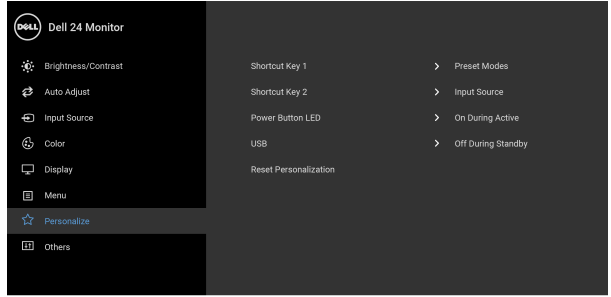 DELL Dell 24 Monitor
Brightness/Contrast
Auto Adjust
Input Source
Color
Display
Menu
Personalize
Others
Shortcut Key 1 > Preset Modes
Shortcut Key 2 > Input Source
Power Button LED > On During Active
USB > Off During Standby
Reset Personalization